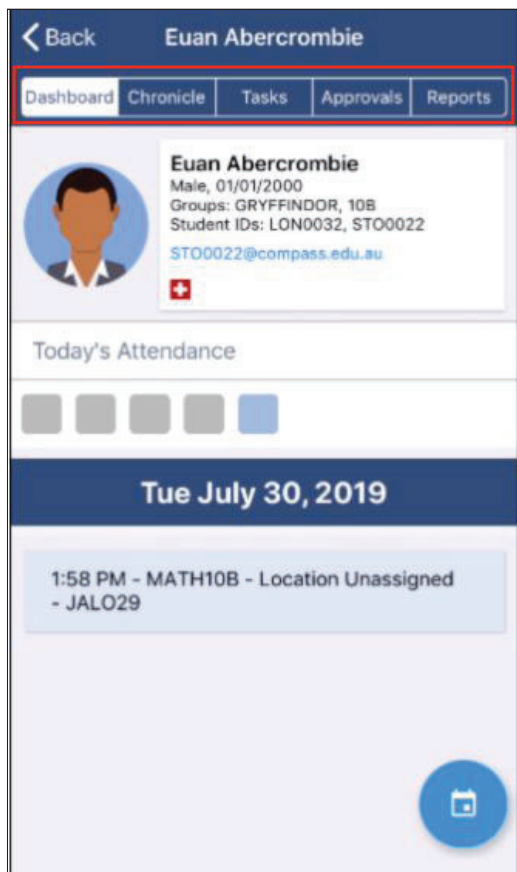 Back Euan Abercrombie
Dashboard Chronicle Tasks Approvals Reports
Euan Abercrombie
Male, 01/01/2000
Groups: GRYFFINDOR, 10B
Student IDs: LON0032, STO0022
STO0022@compass.edu.au
Today's Attendance
Tue July 30, 2019
1:58 PM - MATH10B - Location Unassigned
- JALO29